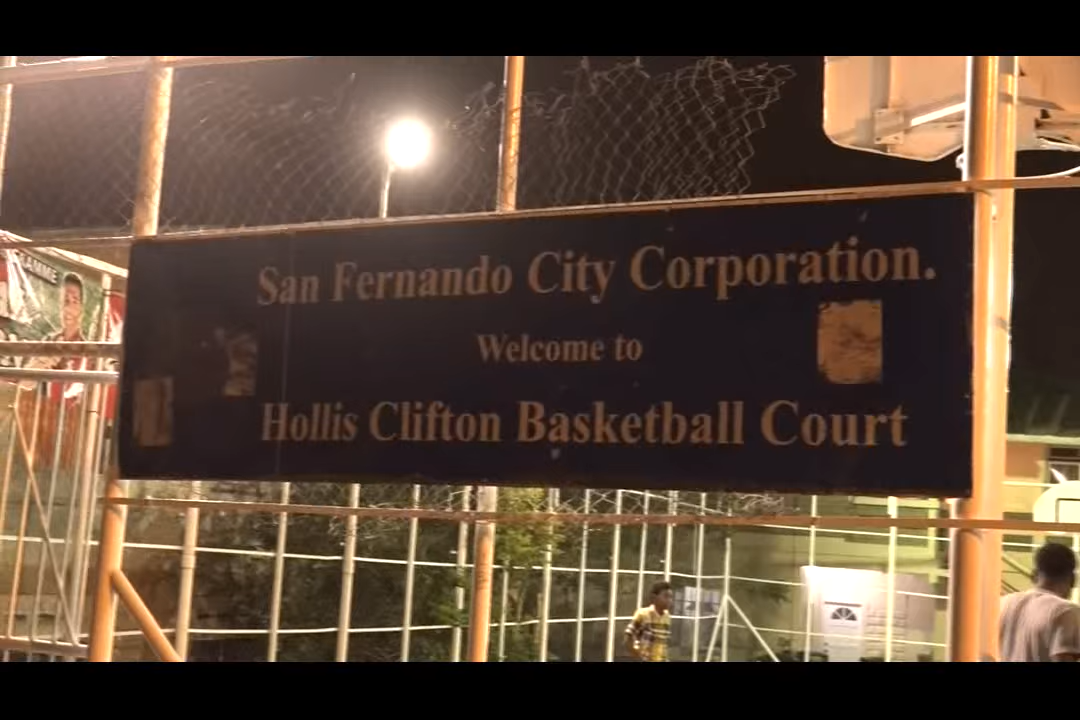 San Fernando City Corporation.
Welcome to
Hollis Clifton Basketball Court